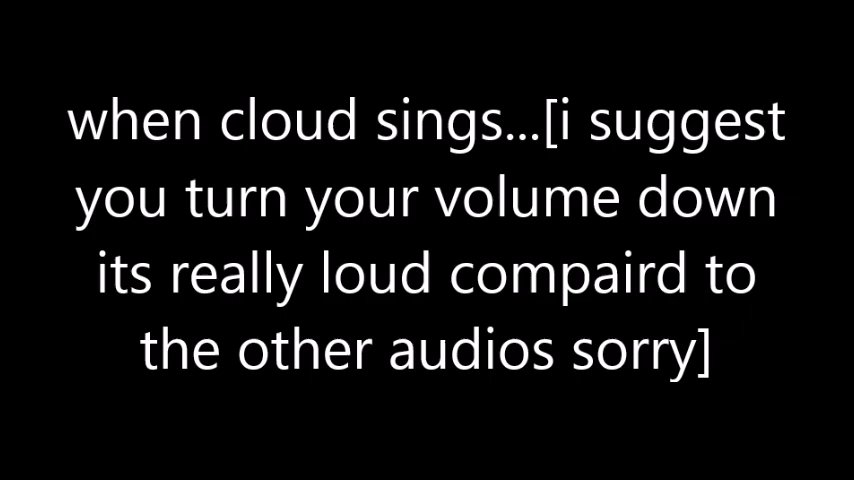 when cloud sings...[i suggest
you turn your volume down
its really loud compaird to
the other audios sorry]